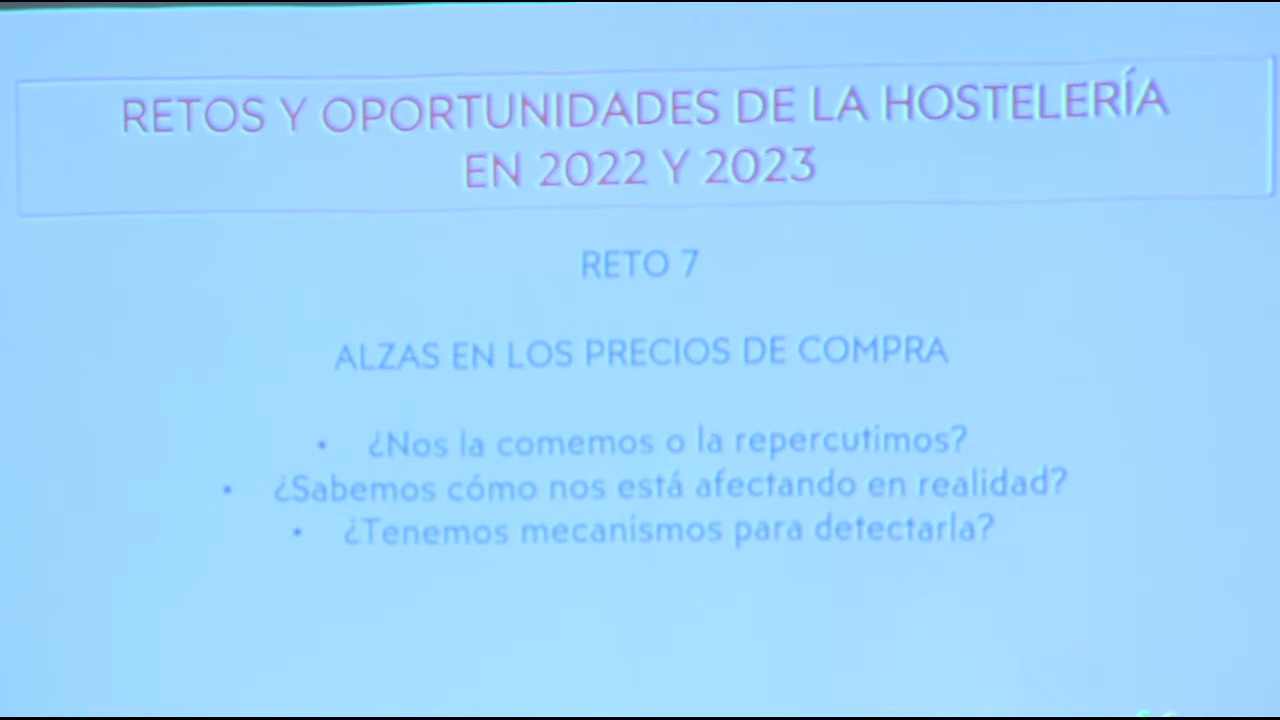 RETOS Y OPORTUNIDADES DE LA HOSTELERÍA
EN 2022 Y 2023
RETO 7
ALZAS EN LOS PRECIOS DE COMPRA
• ¿Nos la comemos o la repercutimos?
• ¿Sabemos cómo nos está afectando en realidad?
• ¿Tenemos mecanismos para detectarla?